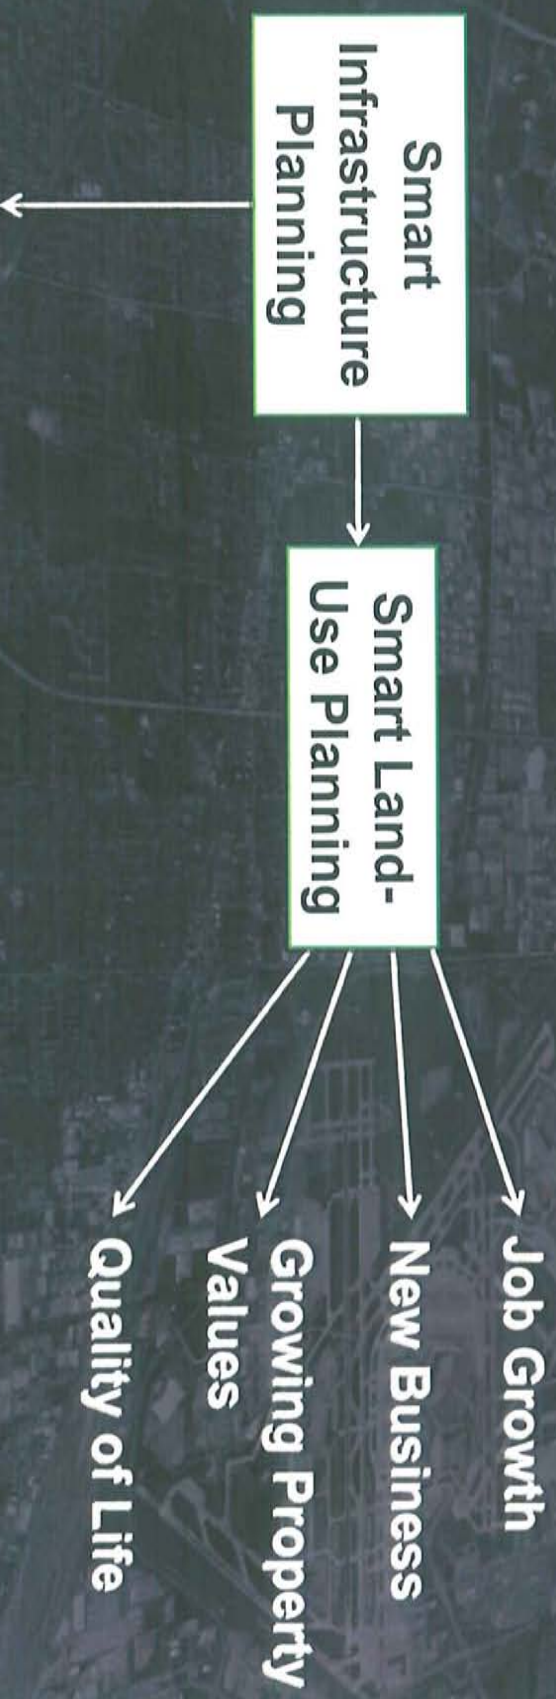 Smart
Infrastructure
Planning
Smart Land-
Use Planning
Job Growth
New Business
Growing Property
Values
Quality of Life